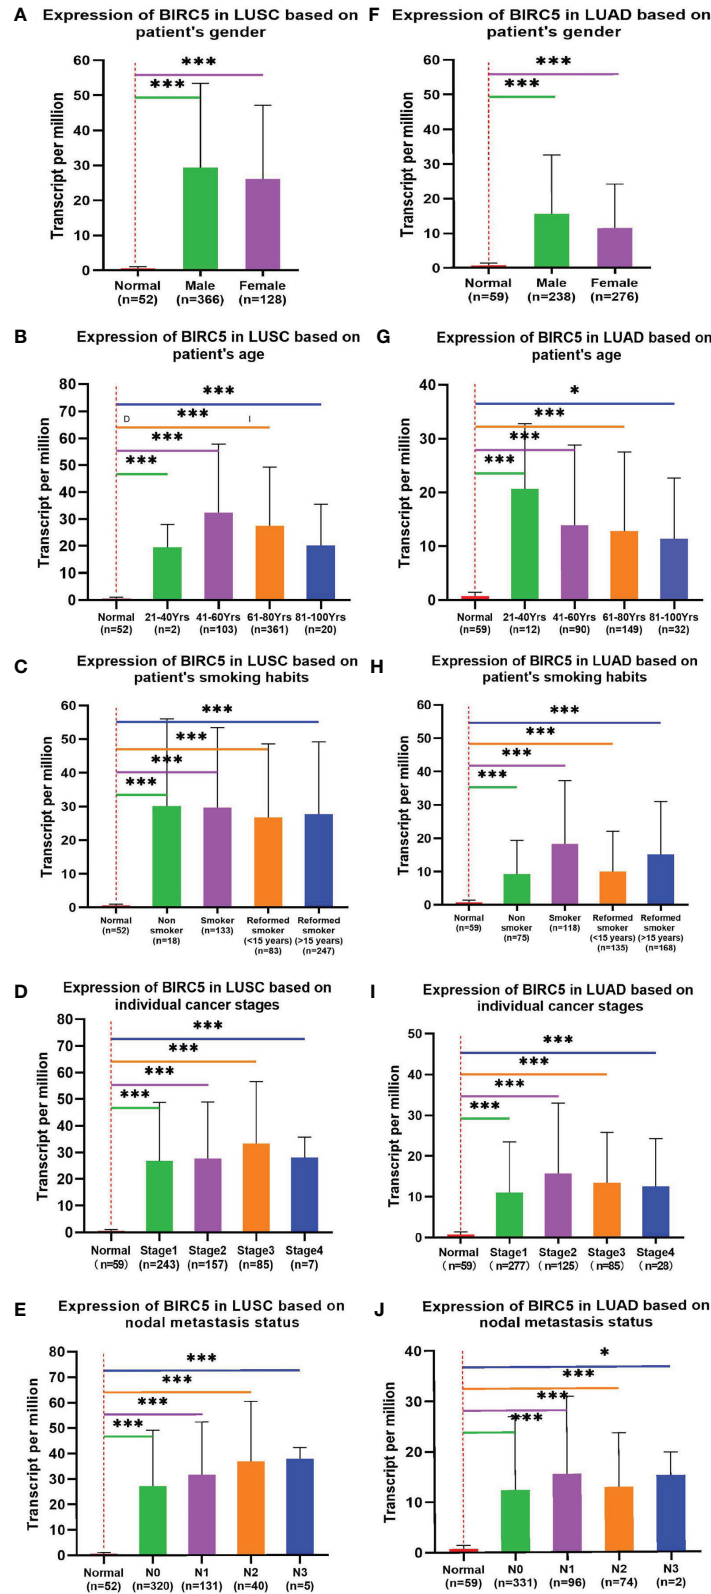 A
Expression of BIRC5 in LUSC based on
patient's gender
Transcript per million
60
50
40
30
20
10
0
***
***
Normal
(n=52)
Male
(n=366)
Female
(n=128)
F
Expression of BIRC5 in LUAD based on
patient's gender
Transcript per million
60
50
40
30
20
10
0
***
***
Normal
(n=59)
Male
(n=238)
Female
(n=276)
B
Expression of BIRC5 in LUSC based on
patient's age
Transcript per million
80
70
60
50
40
30
20
10
0
***
D
***
I
***
***
Normal
(n=52)
21-40Yrs
(n=2)
41-60Yrs
(n=103)
61-80Yrs
(n=361)
81-100Yrs
(n=20)
G
Expression of BIRC5 in LUAD based on
patient's age
Transcript per million
40
30
20
10
0
*
***
***
***
Normal
(n=59)
21-40Yrs
(n=12)
41-60Yrs
(n=90)
61-80Yrs
(n=149)
81-100Yrs
(n=32)
C
Expression of BIRC5 in LUSC based on
patient's smoking habits
Transcript per million
60
50
40
30
20
10
0
***
***
***
***
Normal
(n=52)
Non
smoker
(n=18)
Smoker
(n=133)
Reformed
smoker
(<15 years)
(n=83)
Reformed
smoker
(>15 years)
(n=247)
H
Expression of BIRC5 in LUAD based on
patient's smoking habits
Transcript per million
60
50
40
30
20
10
0
***
***
***
***
Normal
(n=59)
Non
smoker
(n=75)
Smoker
(n=118)
Reformed
smoker
(<15 years)
(n=135)
Reformed
smoker
(>15 years)
(n=168)
D
Expression of BIRC5 in LUSC based on
individual cancer stages
Transcript per million
80
70
60
50
40
30
20
10
0
***
***
***
***
Normal
(n=59)
Stage1
(n=243)
Stage2
(n=157)
Stage3
(n=85)
Stage4
(n=7)
I
Expression of BIRC5 in LUAD based on
individual cancer stages
Transcript per million
50
40
30
20
10
0
***
***
***
***
Normal
(n=59)
Stage1
(n=277)
Stage2
(n=125)
Stage3
(n=85)
Stage4
(n=28)
E
Expression of BIRC5 in LUSC based on
nodal metastasis status
Transcript per million
80
70
60
50
40
30
20
10
0
***
***
***
***
Normal
(n=52)
N0
(n=320)
N1
(n=131)
N2
(n=40)
N3
(n=5)
J
Expression of BIRC5 in LUAD based on
nodal metastasis status
Transcript per million
40
30
20
10
0
*
***
***
***
Normal
(n=59)
N0
(n=331)
N1
(n=96)
N2
(n=74)
N3
(n=2)